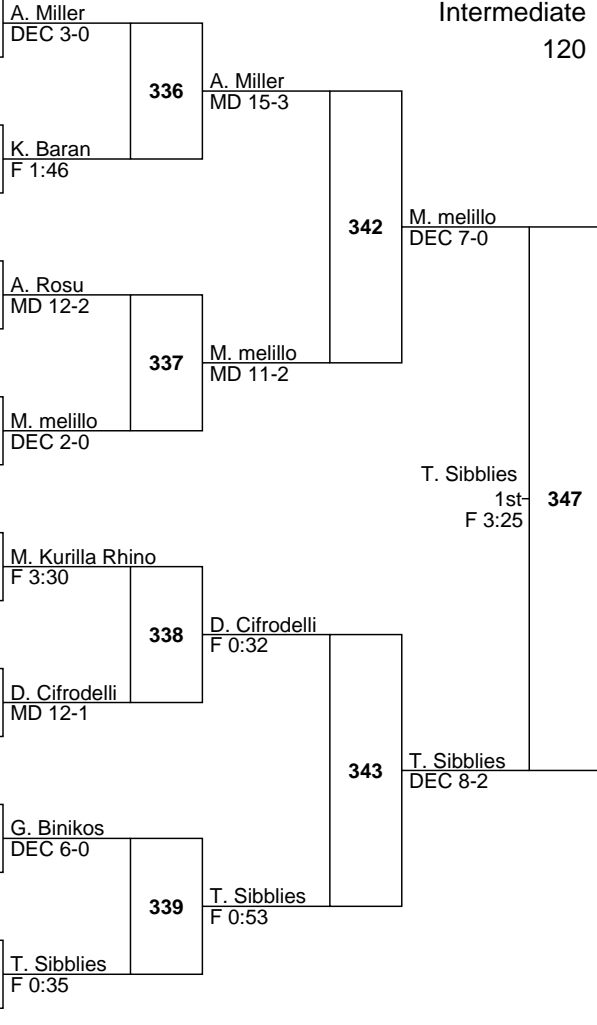 Intermediate
120
A. Miller
DEC 3-0
336
A. Miller
MD 15-3
K. Baran
F 1:46
342
M. melillo
DEC 7-0
A. Rosu
MD 12-2
337
M. melillo
MD 11-2
M. melillo
DEC 2-0
T. Sibblies
1st
F 3:25
347
M. Kurilla Rhino
F 3:30
338
D. Cifrodelli
F 0:32
D. Cifrodelli
MD 12-1
343
T. Sibblies
DEC 8-2
G. Binikos
DEC 6-0
339
T. Sibblies
F 0:53
T. Sibblies
F 0:35